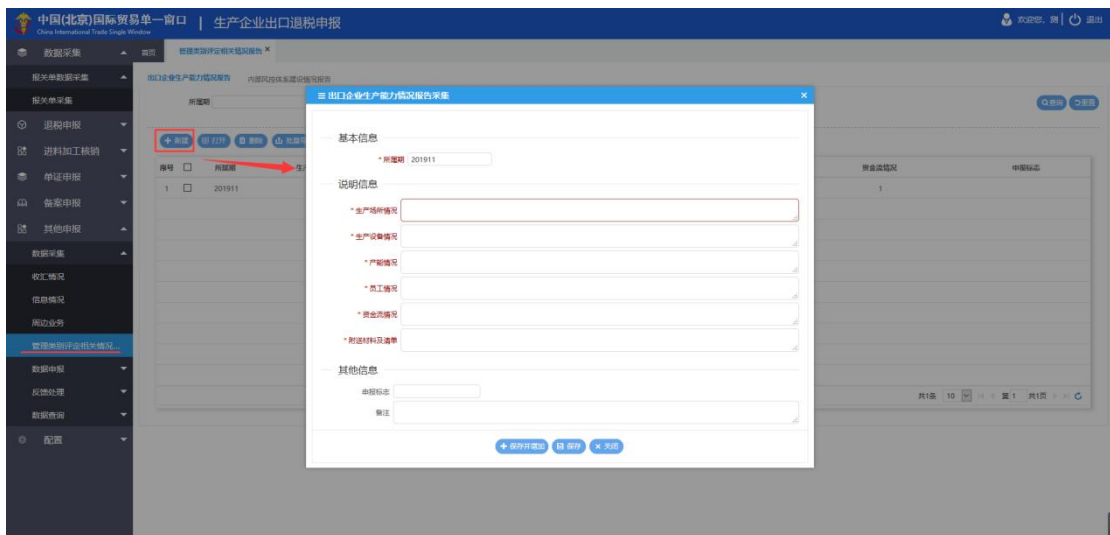 中国(北京)国际贸易单一窗口 | 生产企业出口退税申报
China International Trade Single Window
欢迎您, 周 | 退出
数据采集
首页
管理类别评定相关情况报告 ×
报关单数据采集
报关单采集
退税申报
进料加工核销
单证申报
备案申报
其他申报
数据采集
收汇情况
信息情况
周边业务
管理类别评定相关情况...
数据申报
反馈处理
数据查询
配置
出口企业生产能力情况报告 内部风控体系建设情况报告
所属期
查询 重置
+ 新建 打开 删除
序号 所属期 生产
资金流情况 申报标志
1 201911
1
出口企业生产能力情况报告采集 ×
基本信息
* 所属期 201911
说明信息
* 生产场所情况
* 生产设备情况
* 产能情况
* 员工情况
* 资金流情况
* 附送材料及清单
其他信息
申报标志
备注
+ 保存并增加 保存 × 关闭
共1条 10 第 1 共1页